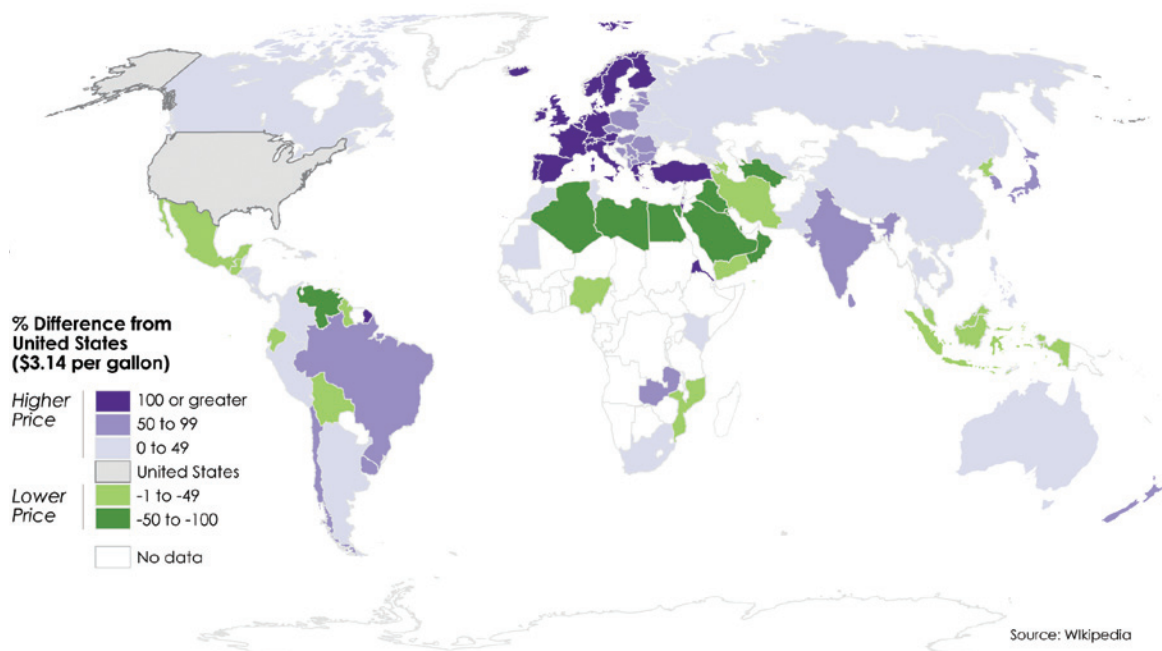 % Difference from
United States
($3.14 per gallon)
Higher
Price
100 or greater
50 to 99
0 to 49
United States
Lower
Price
-1 to -49
-50 to -100
No data
Source: WIkipedia